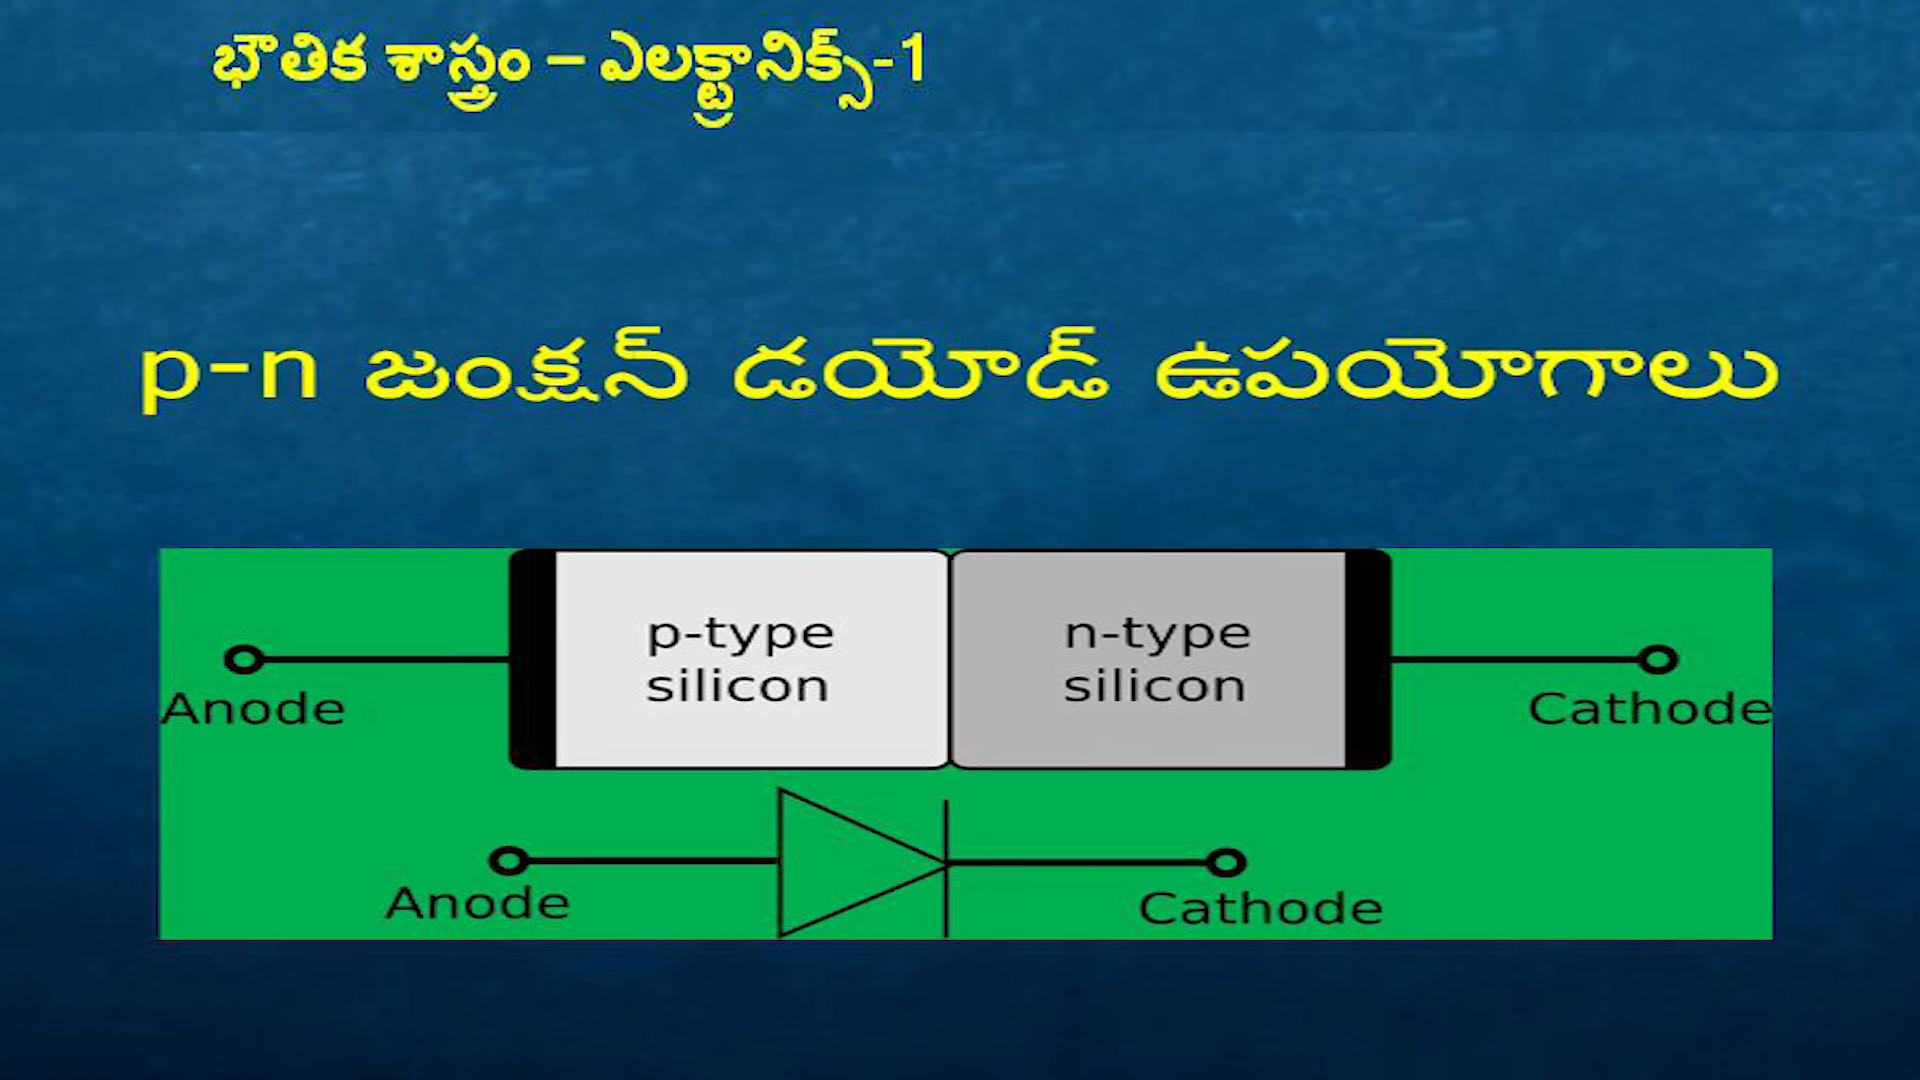 భౌతిక శాస్త్రం – ఎలక్ట్రానిక్స్-1
p-n జంక్షన్ డయోడ్ ఉపయోగాలు
p-type
silicon
n-type
silicon
Anode
Cathode
Anode
Cathode